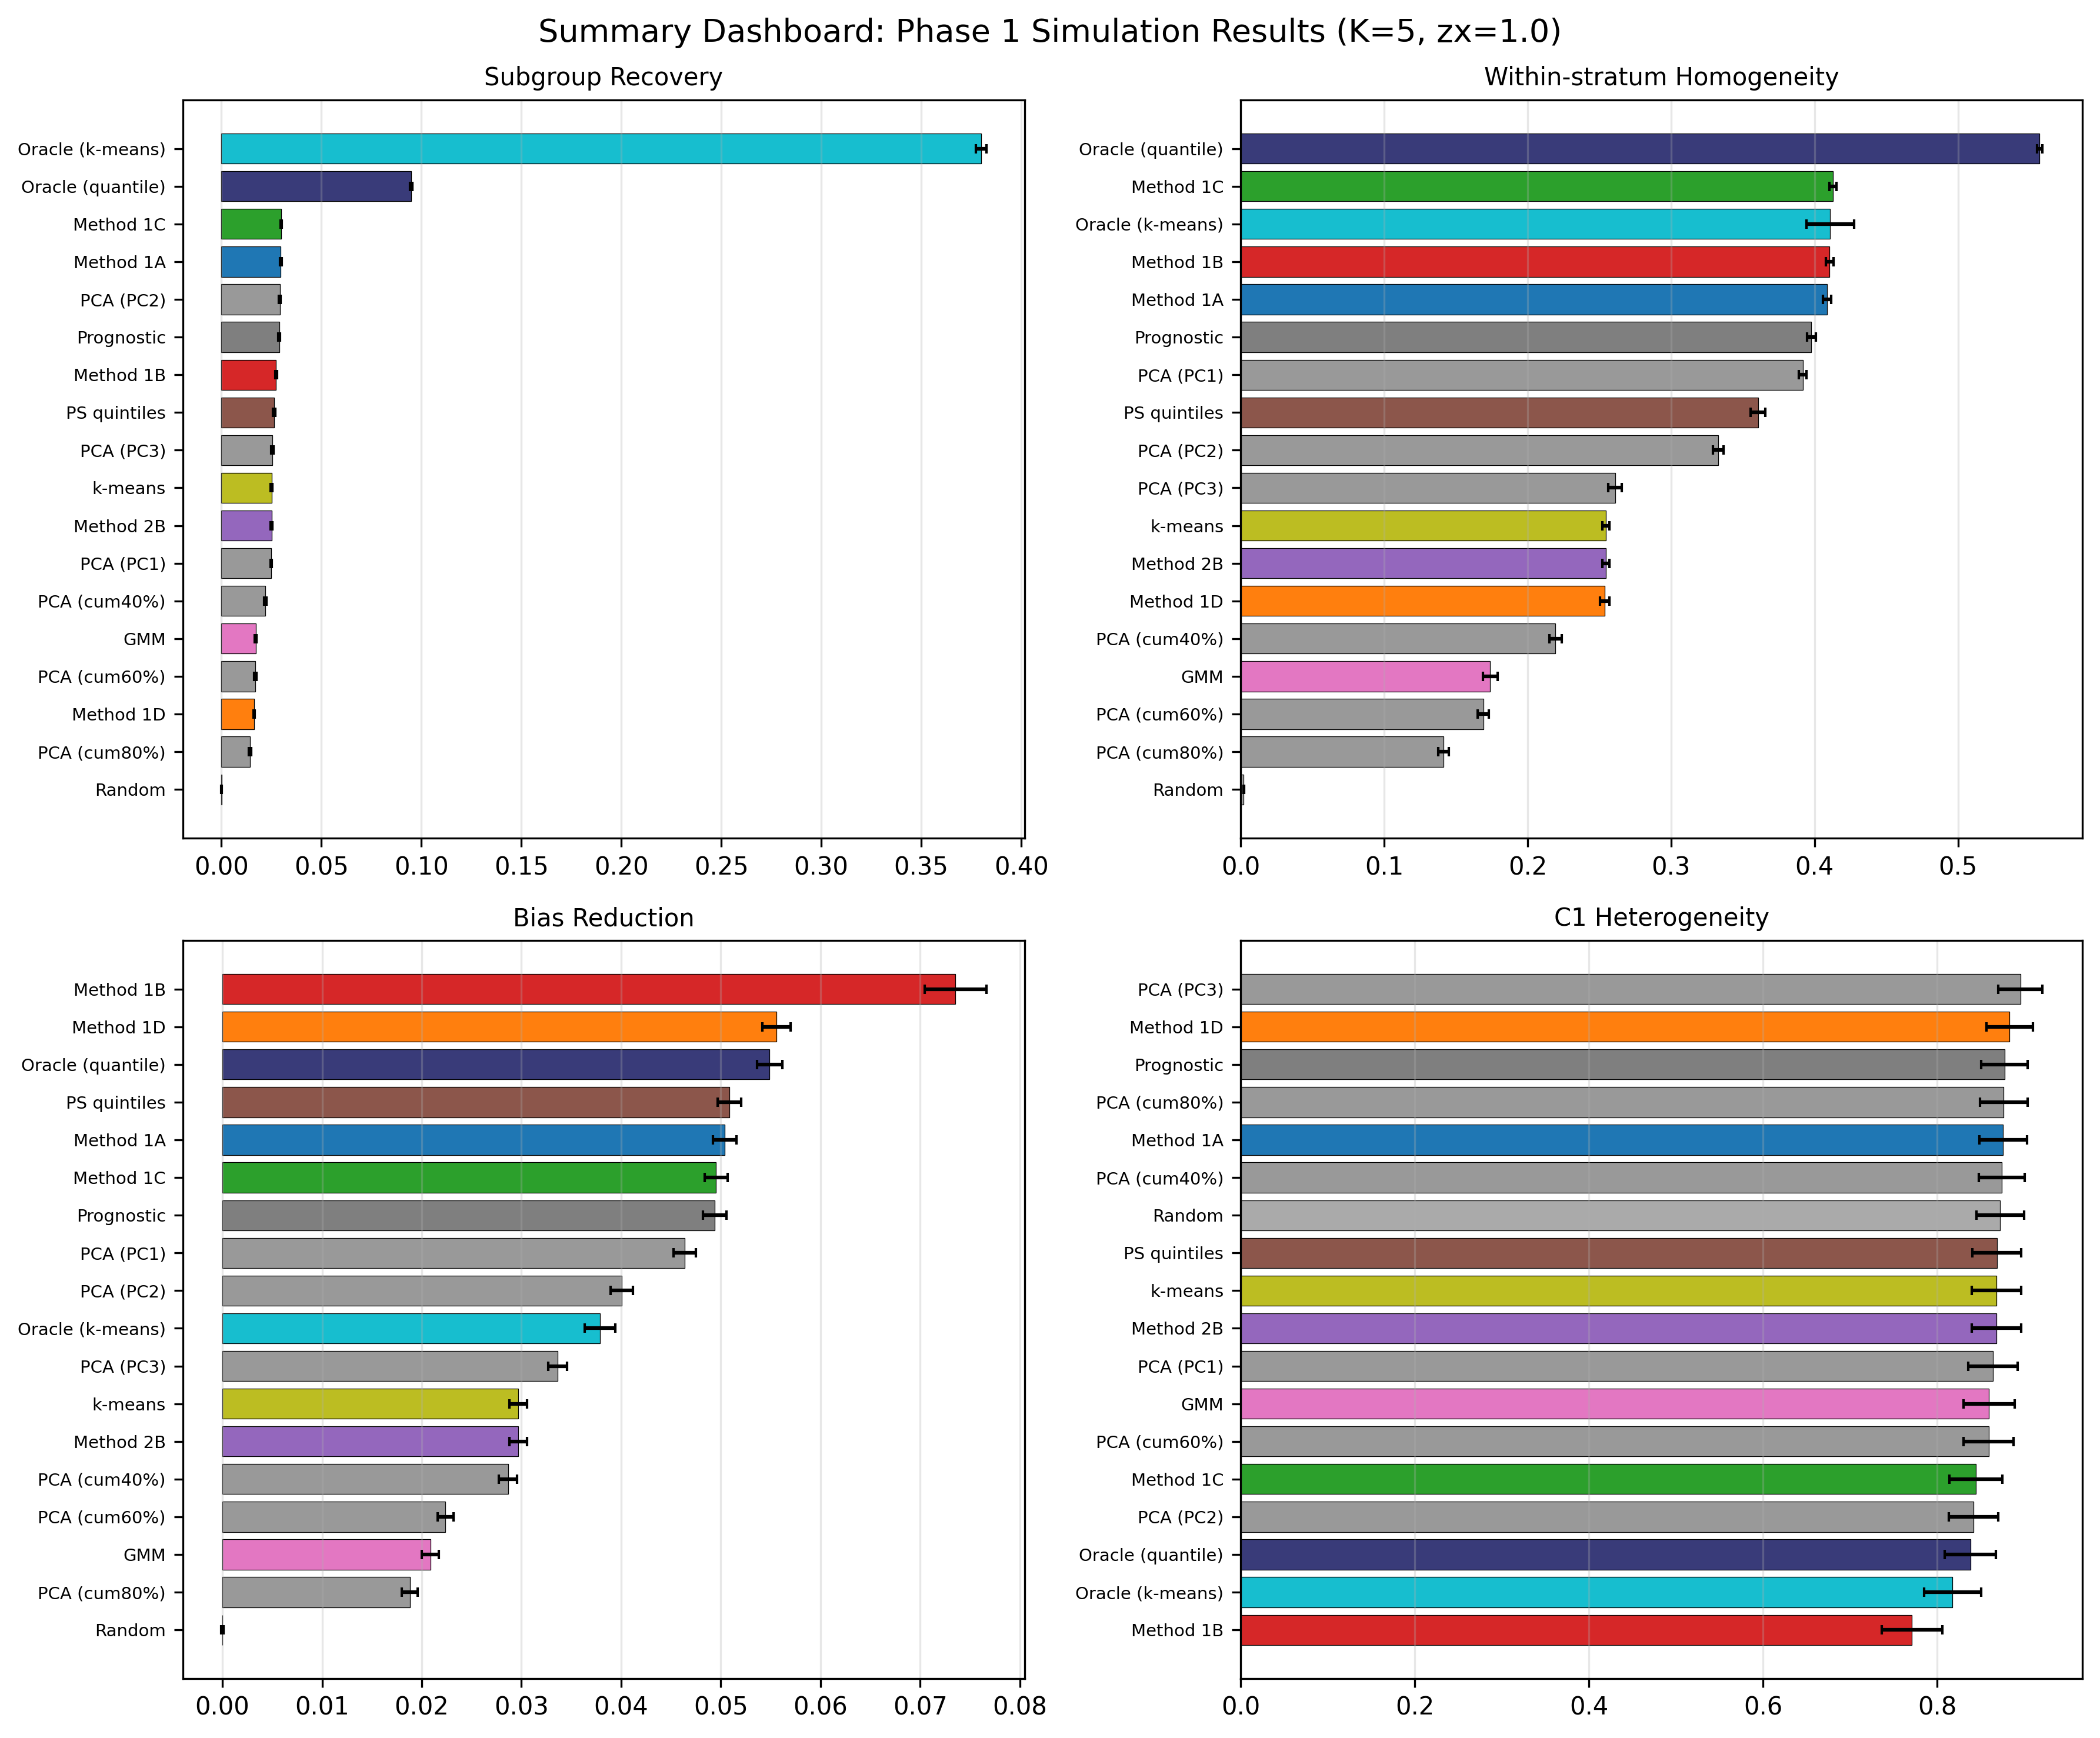 Summary Dashboard: Phase 1 Simulation Results (K=5, zx=1.0)
Subgroup Recovery
Oracle (k-means)
Oracle (quantile)
Method 1C
Method 1A
PCA (PC2)
Prognostic
Method 1B
PS quintiles
PCA (PC3)
k-means
Method 2B
PCA (PC1)
PCA (cum40%)
GMM
PCA (cum60%)
Method 1D
PCA (cum80%)
Random
0.00 0.05 0.10 0.15 0.20 0.25 0.30 0.35 0.40
Within-stratum Homogeneity
Oracle (quantile)
Method 1C
Oracle (k-means)
Method 1B
Method 1A
Prognostic
PCA (PC1)
PS quintiles
PCA (PC2)
PCA (PC3)
k-means
Method 2B
Method 1D
PCA (cum40%)
GMM
PCA (cum60%)
PCA (cum80%)
Random
0.0 0.1 0.2 0.3 0.4 0.5
Bias Reduction
Method 1B
Method 1D
Oracle (quantile)
PS quintiles
Method 1A
Method 1C
Prognostic
PCA (PC1)
PCA (PC2)
Oracle (k-means)
PCA (PC3)
k-means
Method 2B
PCA (cum40%)
PCA (cum60%)
GMM
PCA (cum80%)
Random
0.00 0.01 0.02 0.03 0.04 0.05 0.06 0.07 0.08
C1 Heterogeneity
PCA (PC3)
Method 1D
Prognostic
PCA (cum80%)
Method 1A
PCA (cum40%)
Random
PS quintiles
k-means
Method 2B
PCA (PC1)
GMM
PCA (cum60%)
Method 1C
PCA (PC2)
Oracle (quantile)
Oracle (k-means)
Method 1B
0.0 0.2 0.4 0.6 0.8